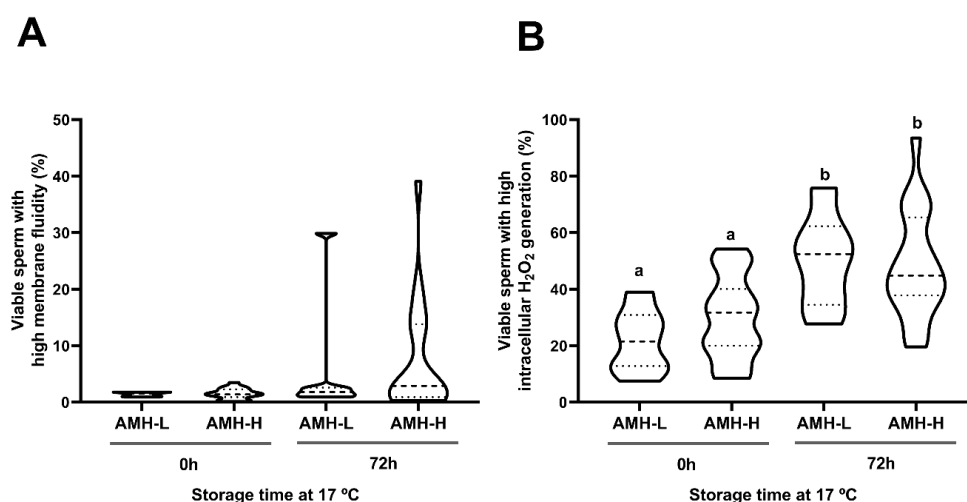 A
Viable sperm with
high membrane fluidity (%)
50
40
30
20
10
0
AMH-L
AMH-H
AMH-L
AMH-H
0h
72h
Storage time at 17 ºC
B
Viable sperm with high
intracellular H₂O₂ generation (%)
100
80
60
40
20
0
a
a
b
b
AMH-L
AMH-H
AMH-L
AMH-H
0h
72h
Storage time at 17 ºC